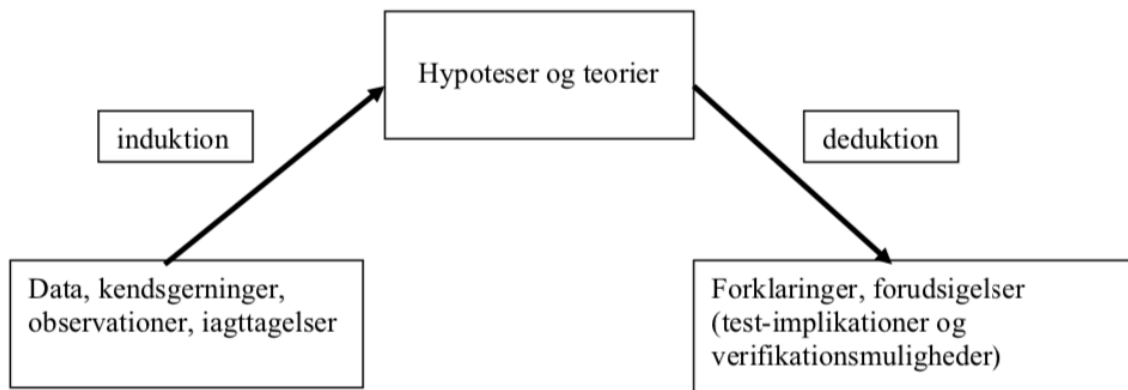 Hypoteser og teorier
induktion
deduktion
Data, kendsgerninger,
observationer, iagttagelser
Forklaringer, forudsigelser
(test-implikationer og
verifikationsmuligheder)